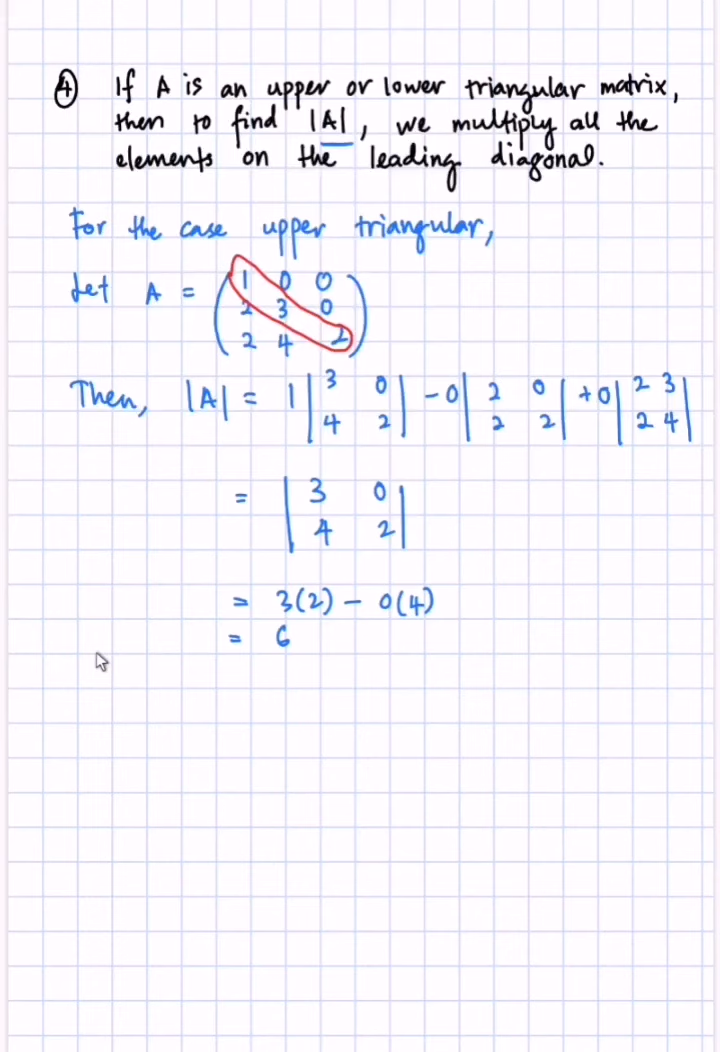 ④ If A is an upper or lower triangular matrix,
then to find |A|, we multiply all the
elements on the leading diagonal.
For the case upper triangular,
Let A = ( 1 0 0
2 3 0
2 4 2 )
Then, |A| = 1 | 3 0 | - 0 | 2 0 | + 0 | 2 3 |
| 4 2 | | 2 2 | | 2 4 |
= | 3 0 |
| 4 2 |
= 3(2) - 0(4)
= 6